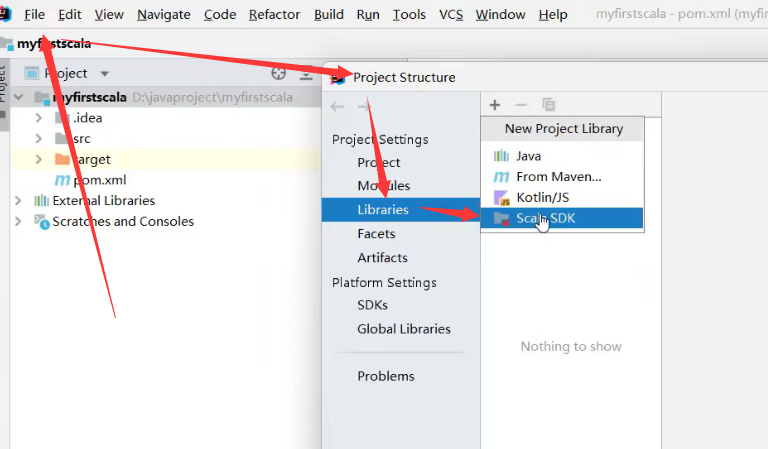 File Edit View Navigate Code Refactor Build Run Tools VCS Window Help myfirstscala - pom.xml (myfirs
myfirstscala
Project
Project
myfirstscala D:\javaproject\myfirstscala
.idea
src
target
pom.xml
External Libraries
Scratches and Consoles
Project Structure
Project Settings
Project
Modules
Libraries
Facets
Artifacts
Platform Settings
SDKs
Global Libraries
Problems
New Project Library
Java
From Maven...
Kotlin/JS
Scala SDK
Nothing to show